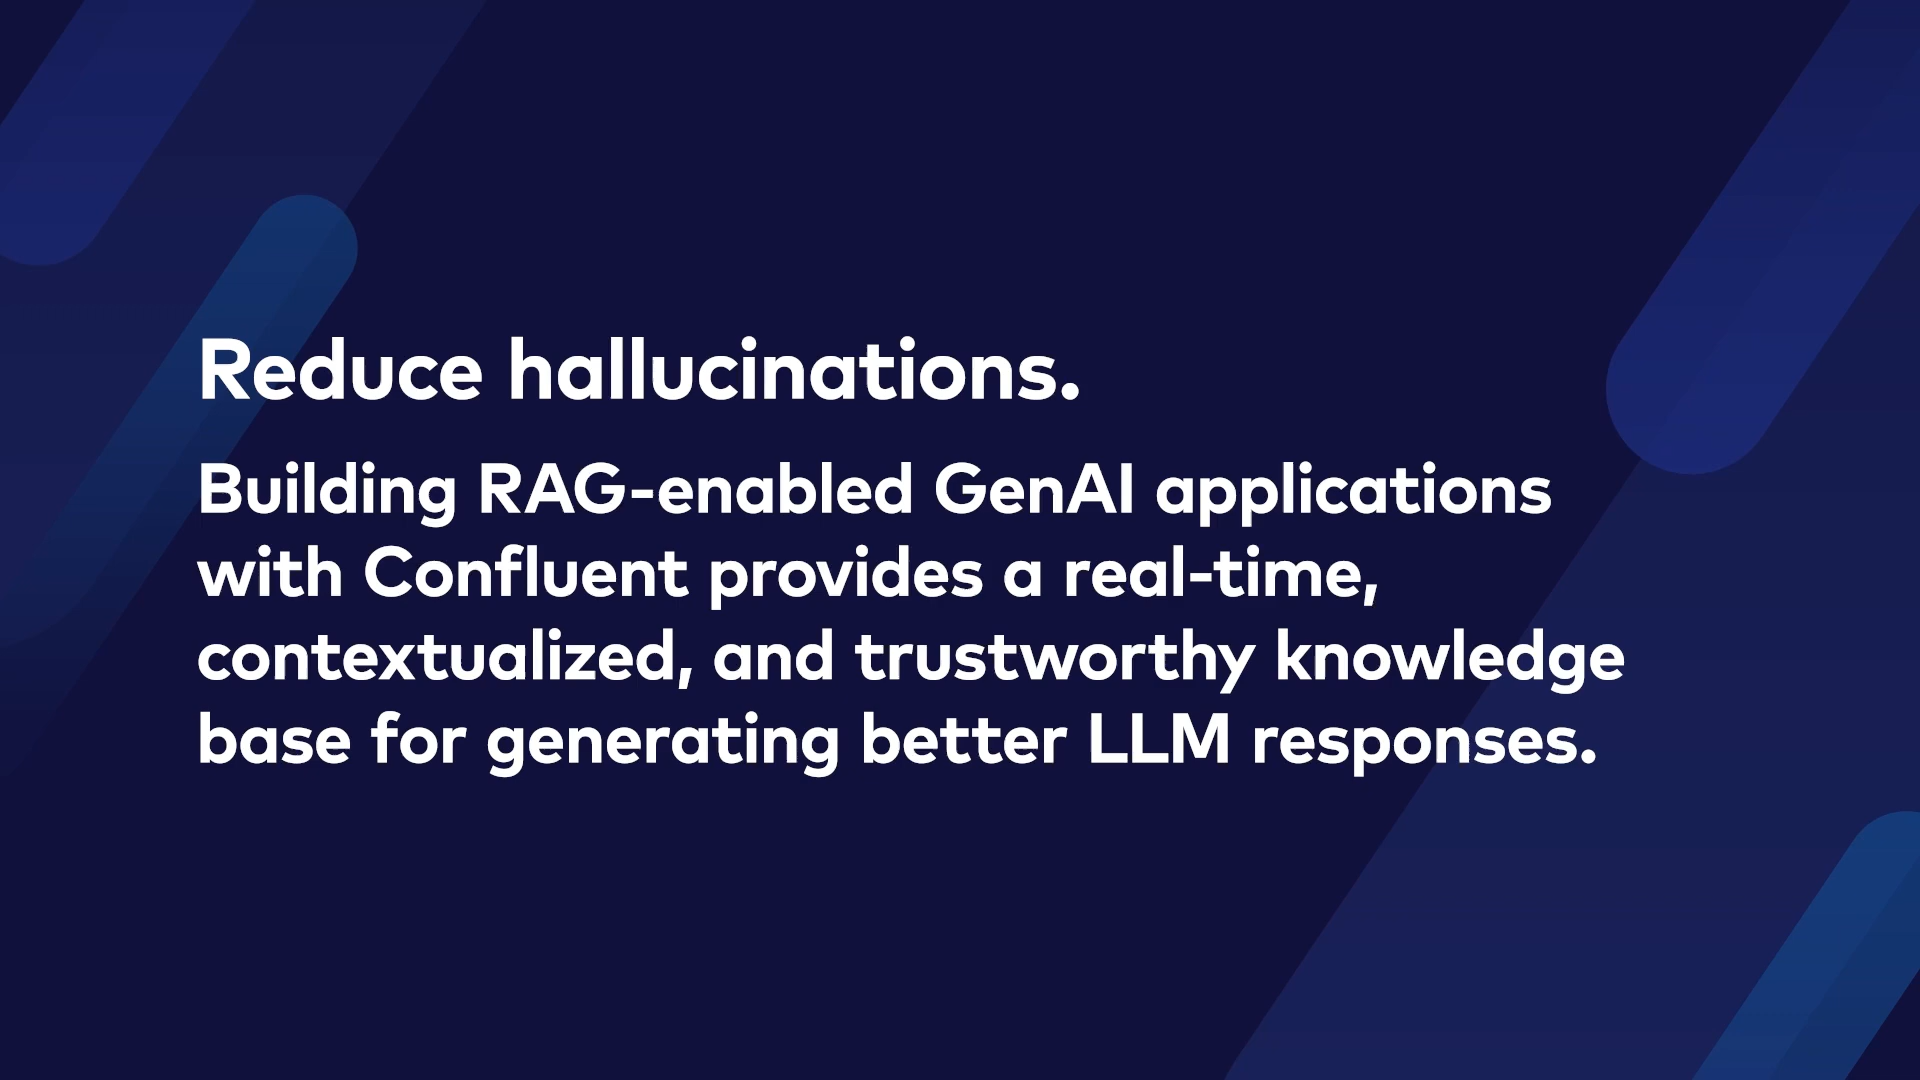 Reduce hallucinations.
Building RAG-enabled GenAI applications
with Confluent provides a real-time,
contextualized, and trustworthy knowledge
base for generating better LLM responses.